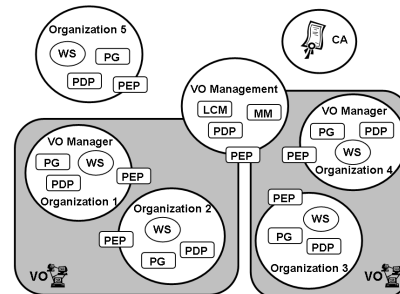 Organization 5
WS
PG
PDP
PEP
CA
VO Management
LCM
MM
PDP
PEP
VO Manager
PG
WS
PDP
PEP
Organization 1
Organization 2
WS
PEP
PDP
PG
VO
VO Manager
PG
PDP
PEP
WS
Organization 4
PEP
WS
PG
PDP
Organization 3
VO